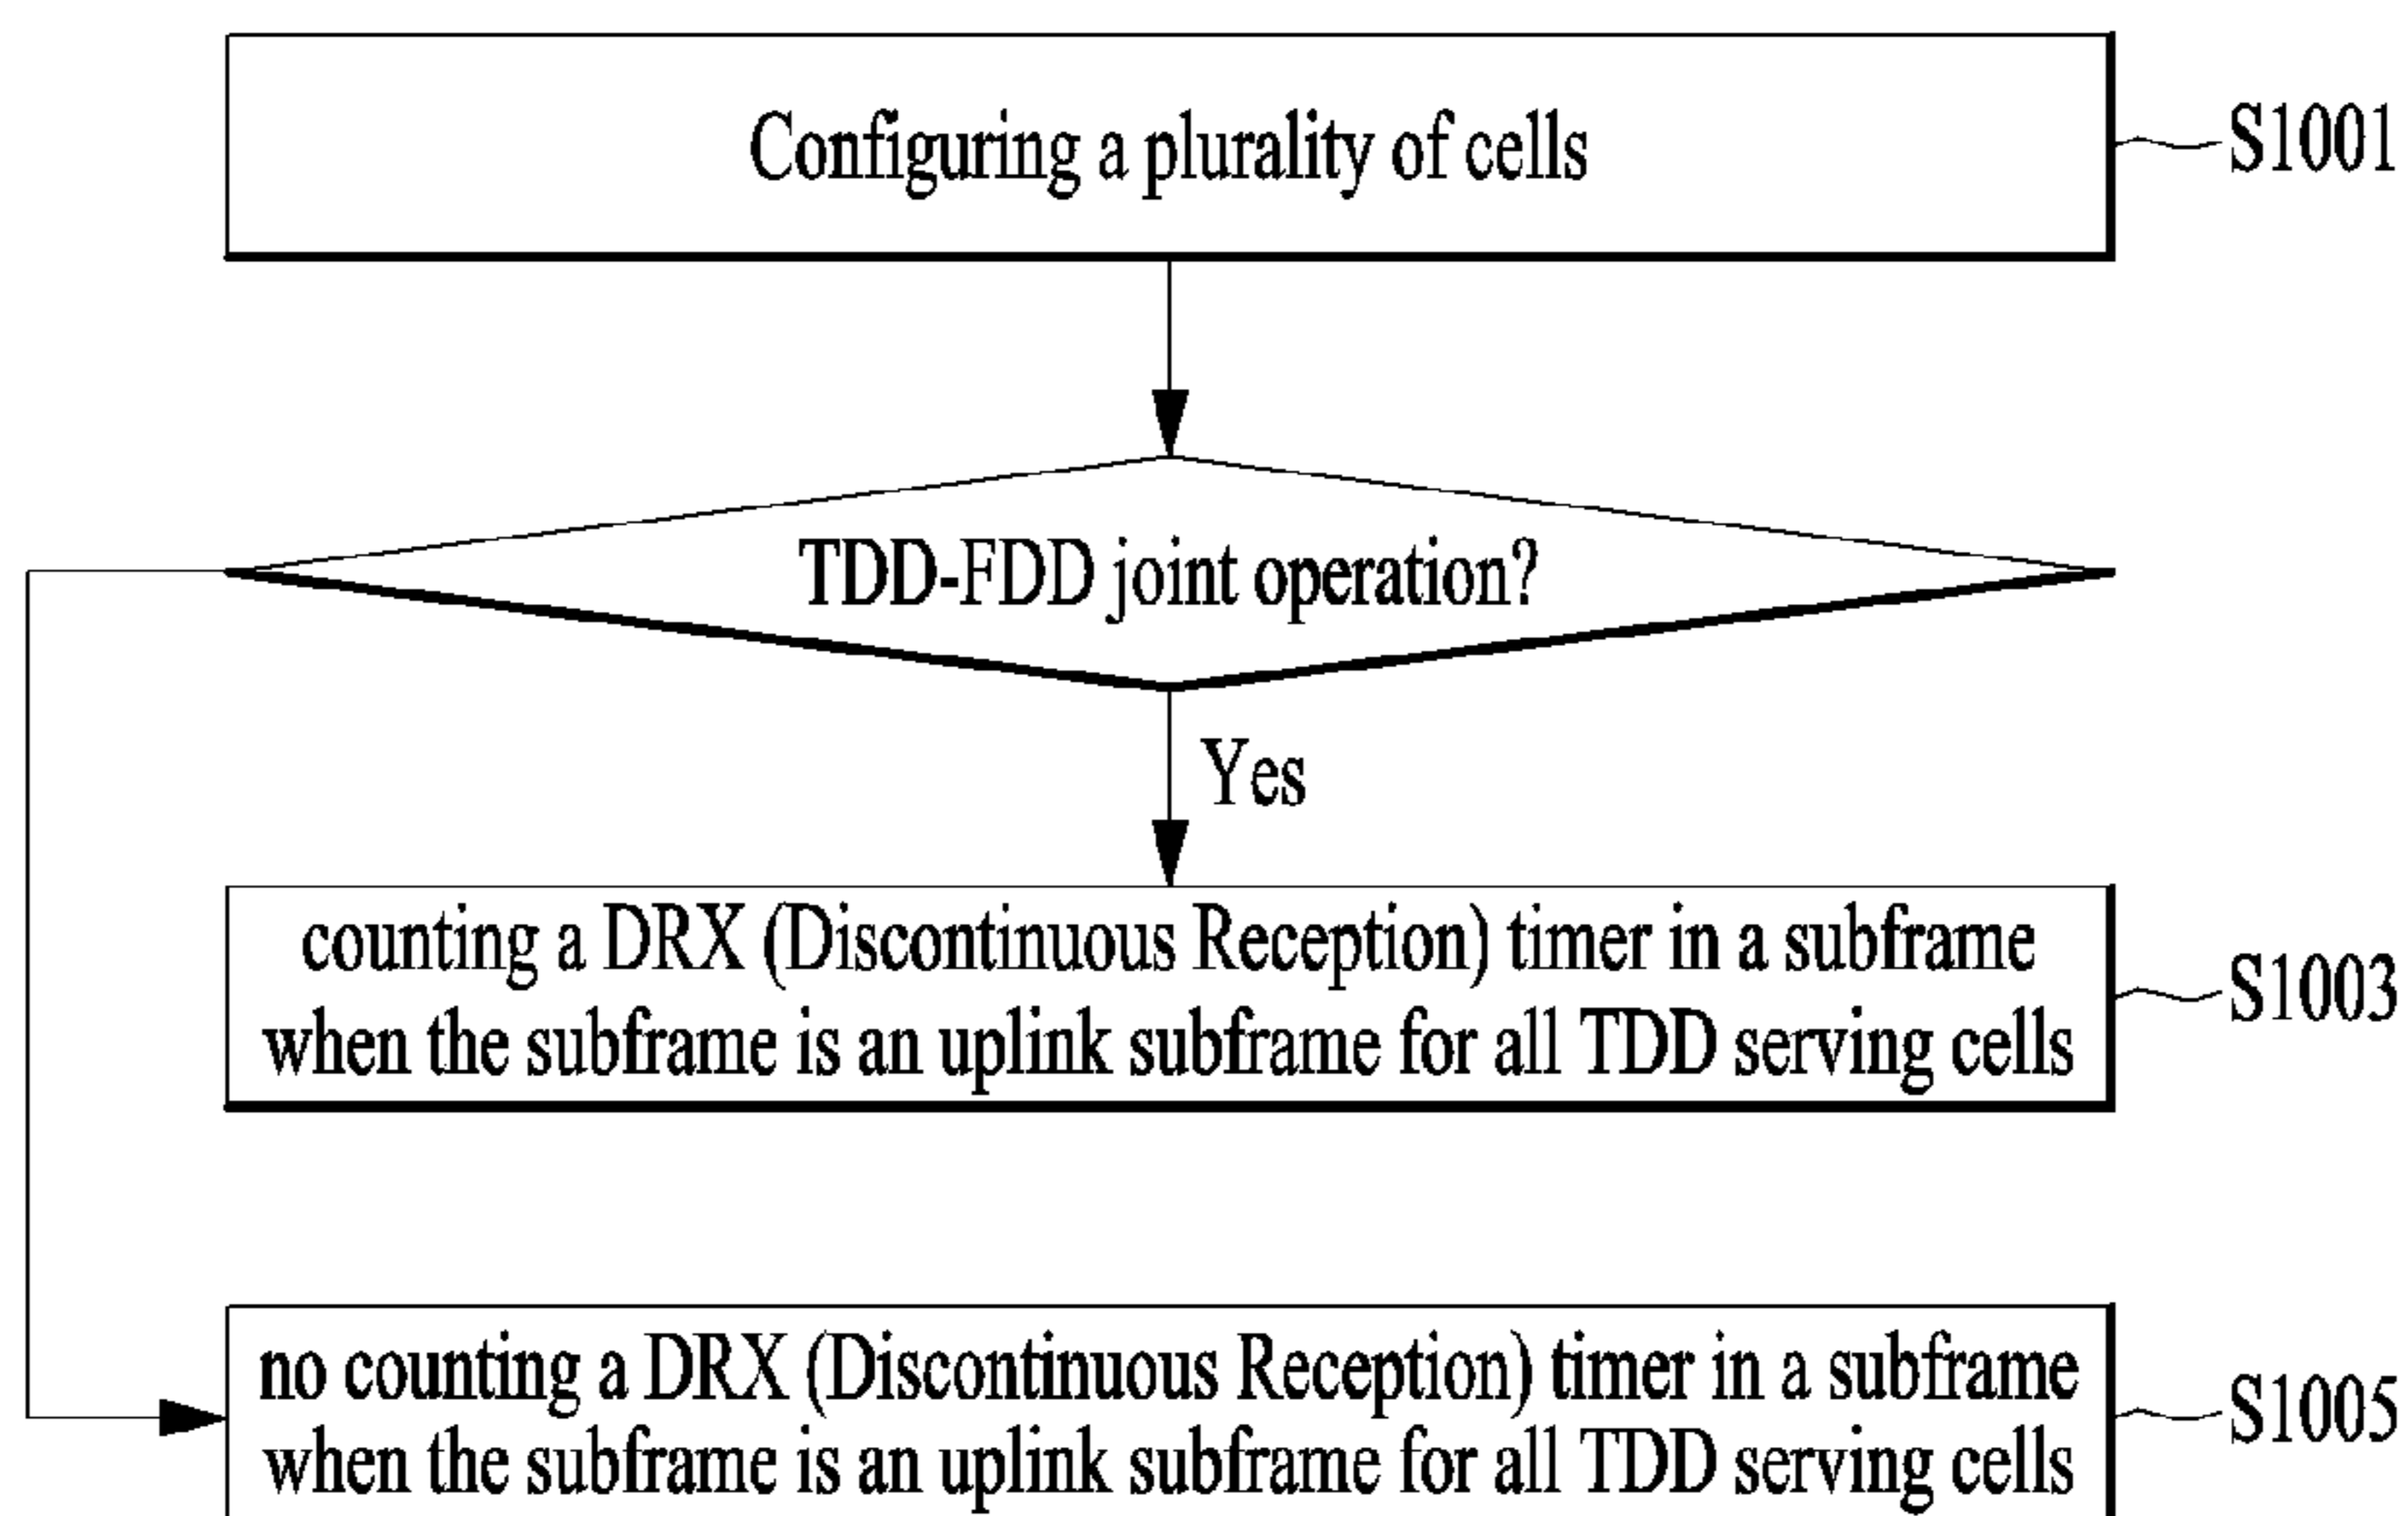 Configuring a plurality of cells
S1001
TDD-FDD joint operation?
Yes
counting a DRX (Discontinuous Reception) timer in a subframe
when the subframe is an uplink subframe for all TDD serving cells
S1003
no counting a DRX (Discontinuous Reception) timer in a subframe
when the subframe is an uplink subframe for all TDD serving cells
S1005